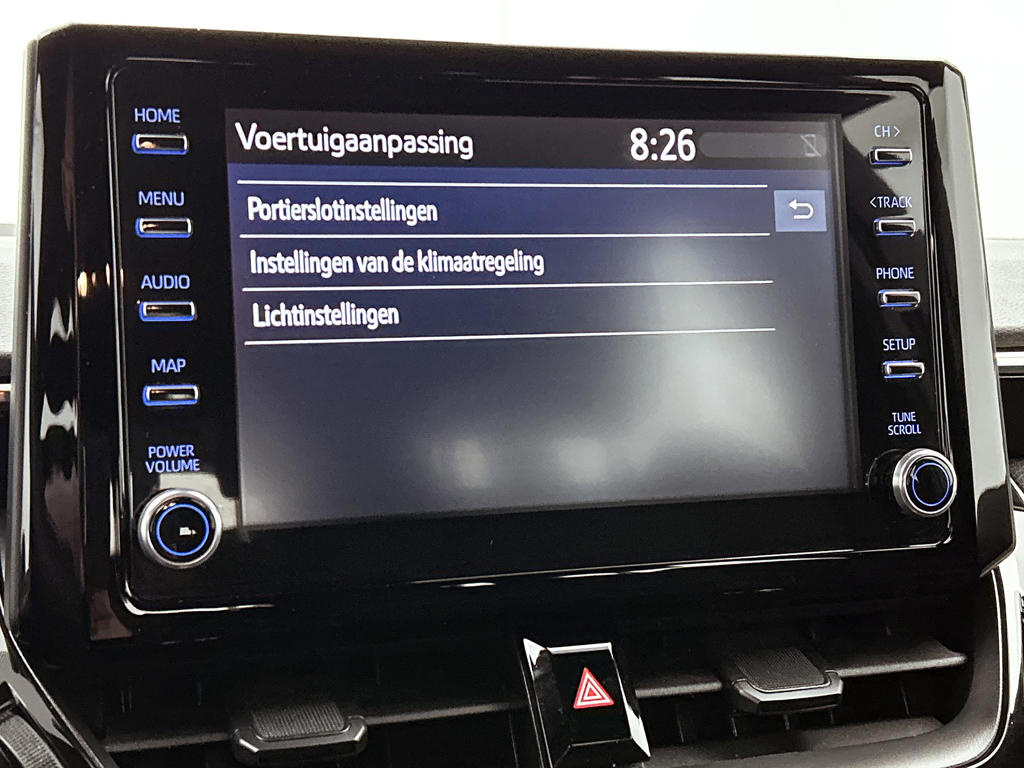 HOME
MENU
AUDIO
MAP
POWER
VOLUME
Voertuigaanpassing
8:26
Portierslotinstellingen
Instellingen van de klimaatregeling
Lichtinstellingen
CH >
< TRACK
PHONE
SETUP
TUNE
SCROLL